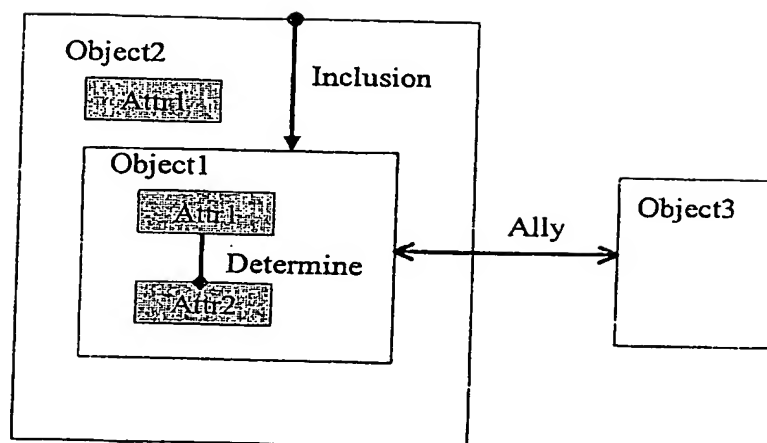 Object2
Inclusion
Attr1
Object1
Attr1
Object3
Ally
Determine
Attr2